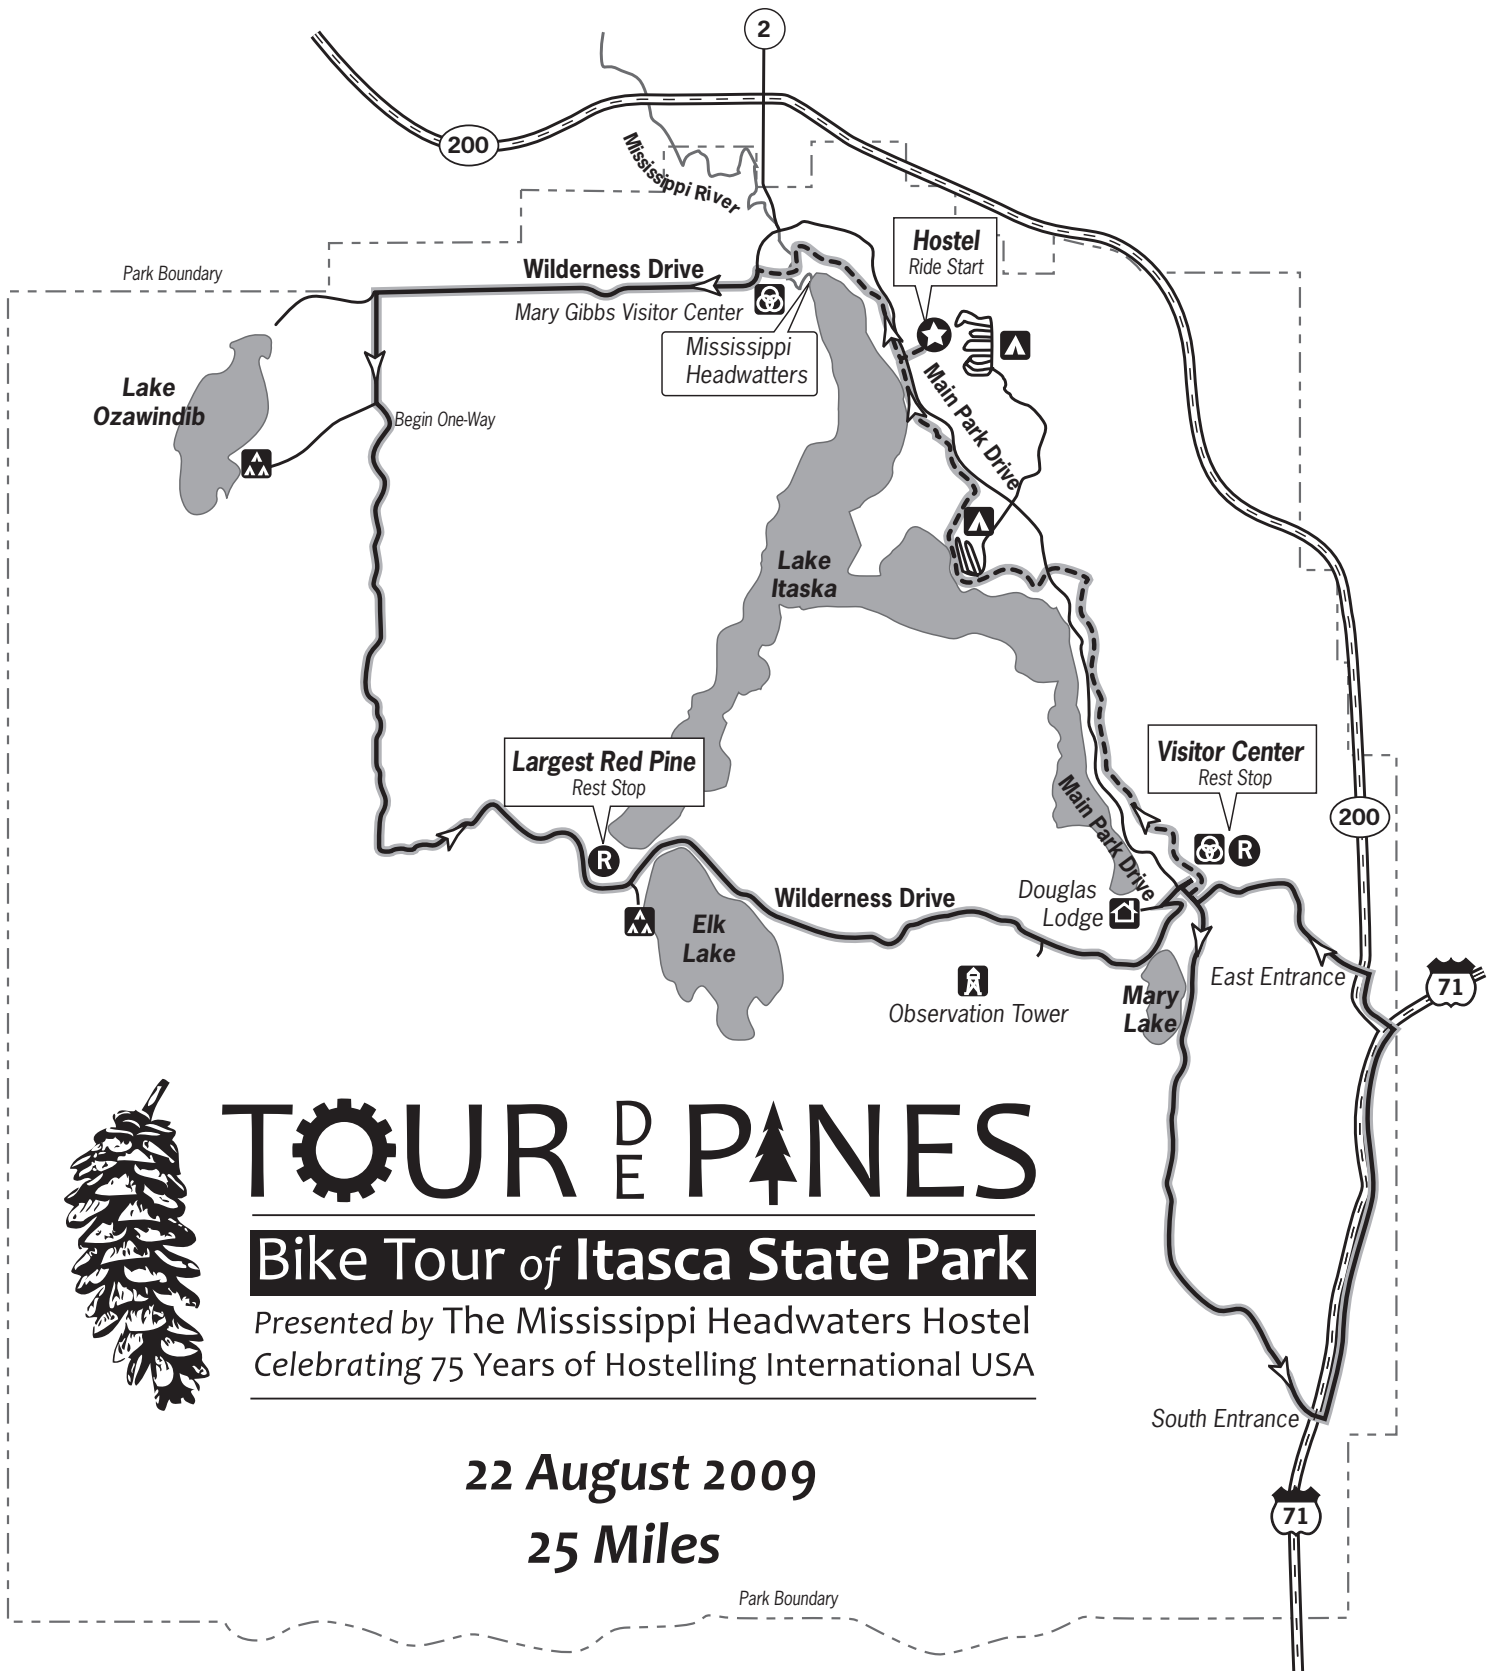 2
200
Mississippi River
Hostel
Ride Start
Park Boundary
Wilderness Drive
Mary Gibbs Visitor Center
Mississippi
Headwatters
Main Park Drive
Lake
Ozawindib
Begin One-Way
Lake
Itaska
Largest Red Pine
Rest Stop
R
Visitor Center
Rest Stop
R
200
Main Park Drive
Wilderness Drive
Douglas
Lodge
Elk
Lake
East Entrance
71
Mary
Lake
Observation Tower
TOUR DE PINES
Bike Tour of Itasca State Park
Presented by The Mississippi Headwaters Hostel
Celebrating 75 Years of Hostelling International USA
South Entrance
22 August 2009
71
25 Miles
Park Boundary